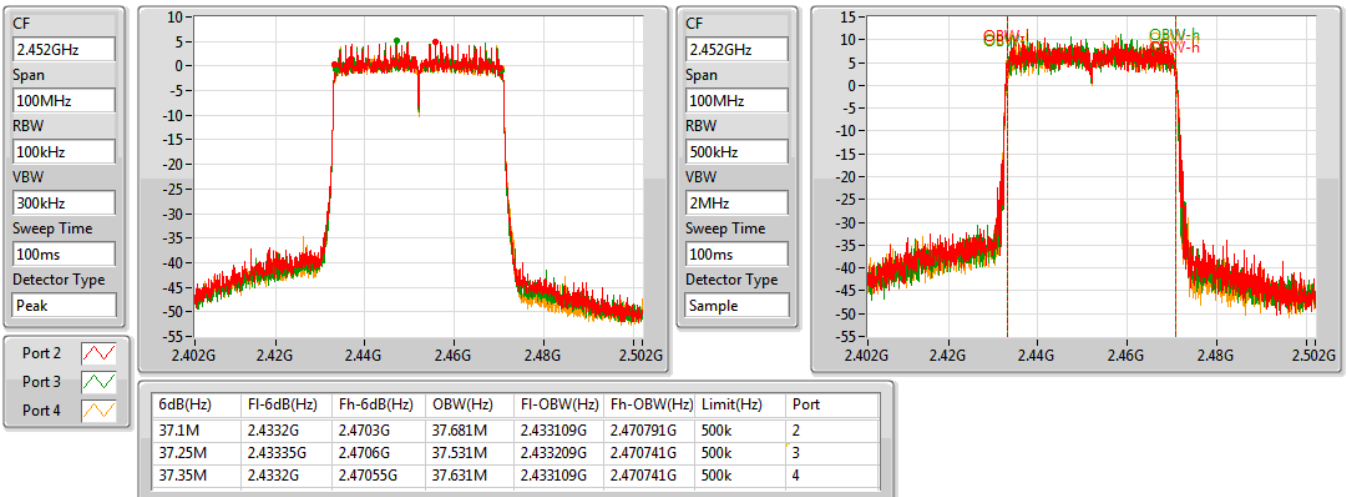 CF
2.452GHz
Span
100MHz
RBW
100kHz
VBW
300kHz
Sweep Time
100ms
Detector Type
Peak
10
5
0
-5
-10
-15
-20
-25
-30
-35
-40
-45
-50
-55
2.402G 2.42G 2.44G 2.46G 2.48G 2.502G
CF
2.452GHz
Span
100MHz
RBW
500kHz
VBW
2MHz
Sweep Time
100ms
Detector Type
Sample
15
10
5
0
-5
-10
-15
-20
-25
-30
-35
-40
-45
-50
-55
OBW-h
OBW-h
2.402G 2.42G 2.44G 2.46G 2.48G 2.502G
Port 2
Port 3
Port 4
6dB(Hz) Fl-6dB(Hz) Fh-6dB(Hz) OBW(Hz) Fl-OBW(Hz) Fh-OBW(Hz) Limit(Hz) Port
37.1M 2.4332G 2.4703G 37.681M 2.433109G 2.470791G 500k 2
37.25M 2.43335G 2.4706G 37.531M 2.433209G 2.470741G 500k 3
37.35M 2.4332G 2.47055G 37.631M 2.433109G 2.470741G 500k 4